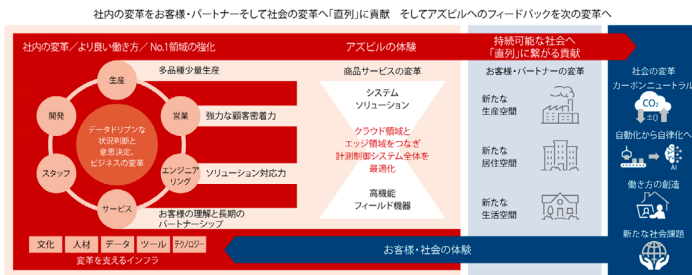 社内の変革をお客様・パートナーそして社会の変革へ「直列」に貢献 そしてアズビルへのフィードバックを次の変革へ
社内の変革/より良い働き方/No.1領域の強化
アズビルの体験
持続可能な社会へ
「直列」に繋がる貢献
生産
開発
営業
スタッフ
エンジニア
リング
サービス
データドリブンな
状況判断と
意思決定、
ビジネスの変革
多品種少量生産
強力な顧客密着力
ソリューション対応力
お客様の理解と長期の
パートナーシップ
文化
人材
データ
ツール
テクノロジー
変革を支えるインフラ
商品サービスの変革
システム
ソリューション
クラウド領域と
エッジ領域をつなぎ
計測制御システム全体を
最適化
高機能
フィールド機器
お客様・パートナーの変革
新たな
生産空間
新たな
居住空間
新たな
生活空間
社会の変革
カーボンニュートラル
CO₂
±0
自動化から自律化へ
AI
働き方の創造
新たな社会課題
お客様・社会の体験